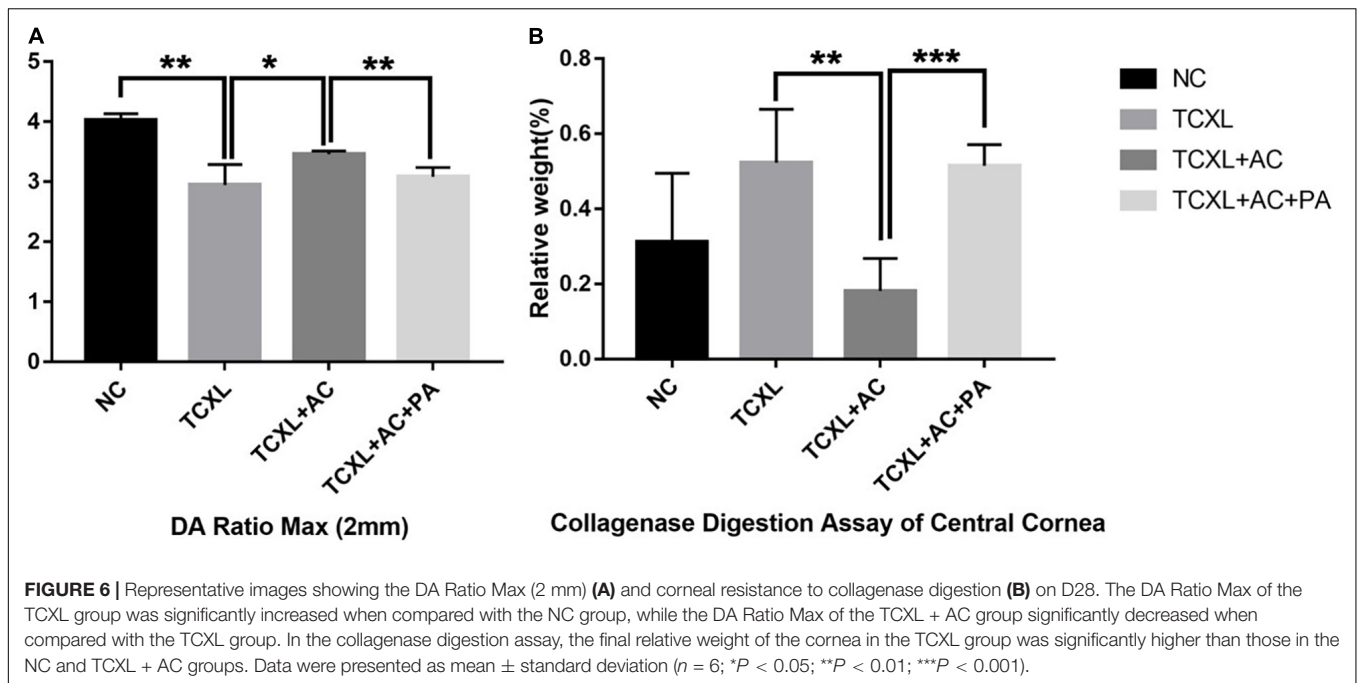 A
5
4
3
2
1
0
** * **
NC
TCXL
TCXL+AC
TCXL+AC+PA
DA Ratio Max (2mm)
B
Relative weight(%)
0.8
0.6
0.4
0.2
0.0
** ***
NC
TCXL
TCXL+AC
TCXL+AC+PA
Collagenase Digestion Assay of Central Cornea
NC
TCXL
TCXL+AC
TCXL+AC+PA
FIGURE 6 | Representative images showing the DA Ratio Max (2 mm) (A) and corneal resistance to collagenase digestion (B) on D28. The DA Ratio Max of the
TCXL group was significantly increased when compared with the NC group, while the DA Ratio Max of the TCXL + AC group significantly decreased when
compared with the TCXL group. In the collagenase digestion assay, the final relative weight of the cornea in the TCXL group was significantly higher than those in the
NC and TCXL + AC groups. Data were presented as mean ± standard deviation (n = 6; *P < 0.05; **P < 0.01; ***P < 0.001).